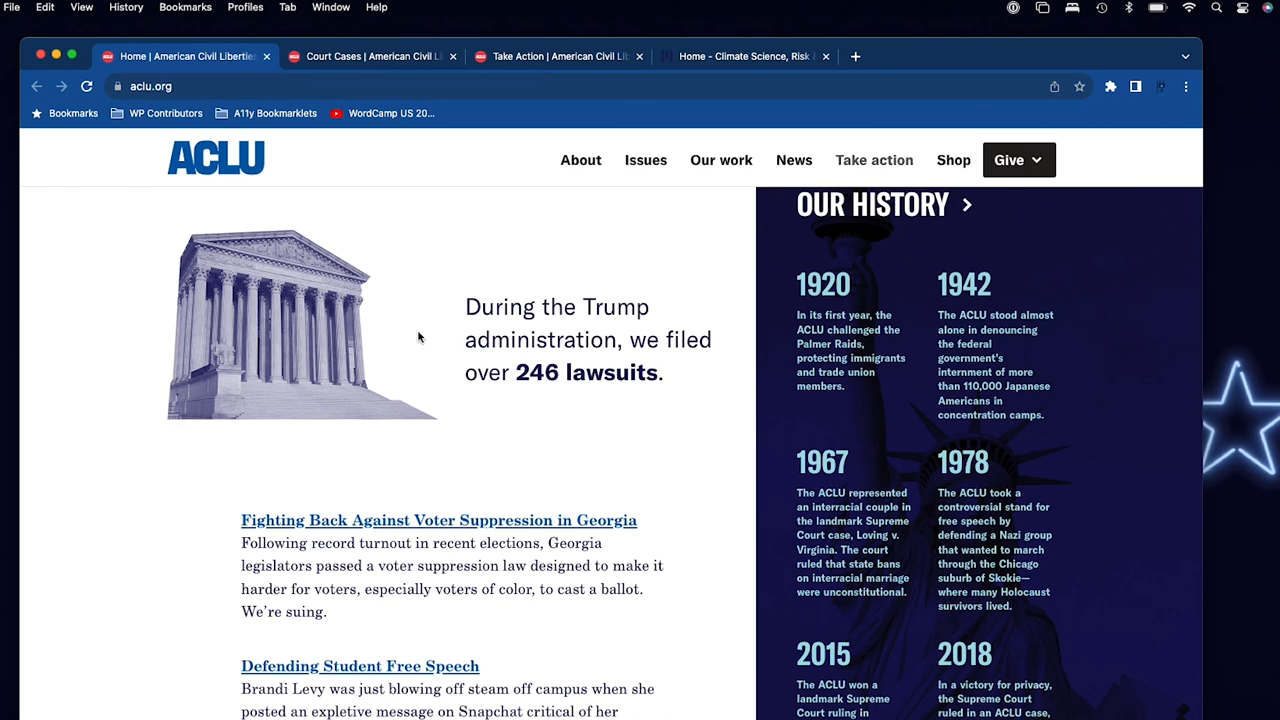 File Edit View History Bookmarks Profiles Tab Window Help
Home | American Civil Liberties
Court Cases | American Civil Li
Take Action | American Civil Lib
Home - Climate Science, Risk &
aclu.org
Bookmarks
WP Contributors
A11y Bookmarklets
WordCamp US 20...
ACLU
About
Issues
Our work
News
Take action
Shop
Give
During the Trump
administration, we filed
over 246 lawsuits.
Fighting Back Against Voter Suppression in Georgia
Following record turnout in recent elections, Georgia
legislators passed a voter suppression law designed to make it
harder for voters, especially voters of color, to cast a ballot.
We're suing.
Defending Student Free Speech
Brandi Levy was just blowing off steam off campus when she
posted an expletive message on Snapchat critical of her
OUR HISTORY
1920
In its first year, the
ACLU challenged the
Palmer Raids,
protecting immigrants
and trade union
members.
1942
The ACLU stood almost
alone in denouncing
the federal
government's
internment of more
than 110,000 Japanese
Americans in
concentration camps.
1967
The ACLU represented
an interracial couple in
the landmark Supreme
Court case, Loving v.
Virginia. The court
ruled that state bans
on interracial marriage
were unconstitutional.
1978
The ACLU took a
controversial stand for
free speech by
defending a Nazi group
that wanted to march
through the Chicago
suburb of Skokie—
where many Holocaust
survivors lived.
2015
The ACLU won a
landmark Supreme
Court ruling in
2018
In a victory for privacy,
the Supreme Court
ruled in an ACLU case,